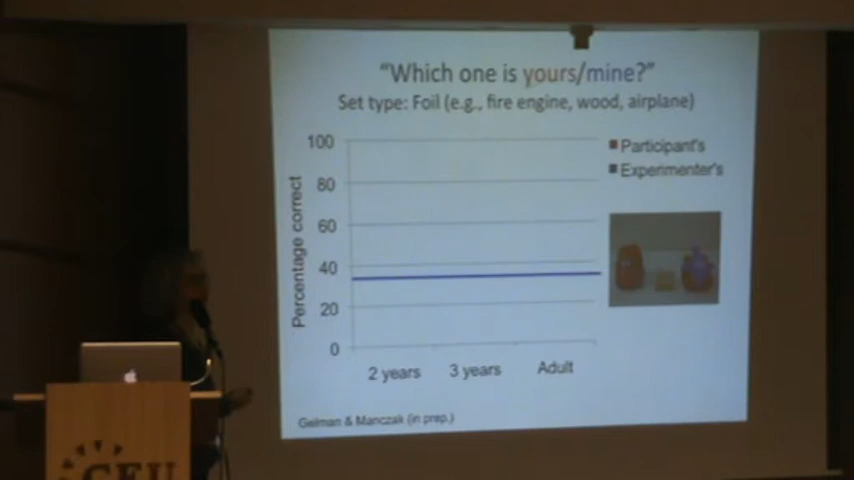 "Which one is yours/mine?"
Set type: Foil (e.g., fire engine, wood, airplane)
100
80
60
40
20
0
Percentage correct
2 years
3 years
Adult
Participant's
Experimenter's
Gelman & Manczak (in prep.)
CEU